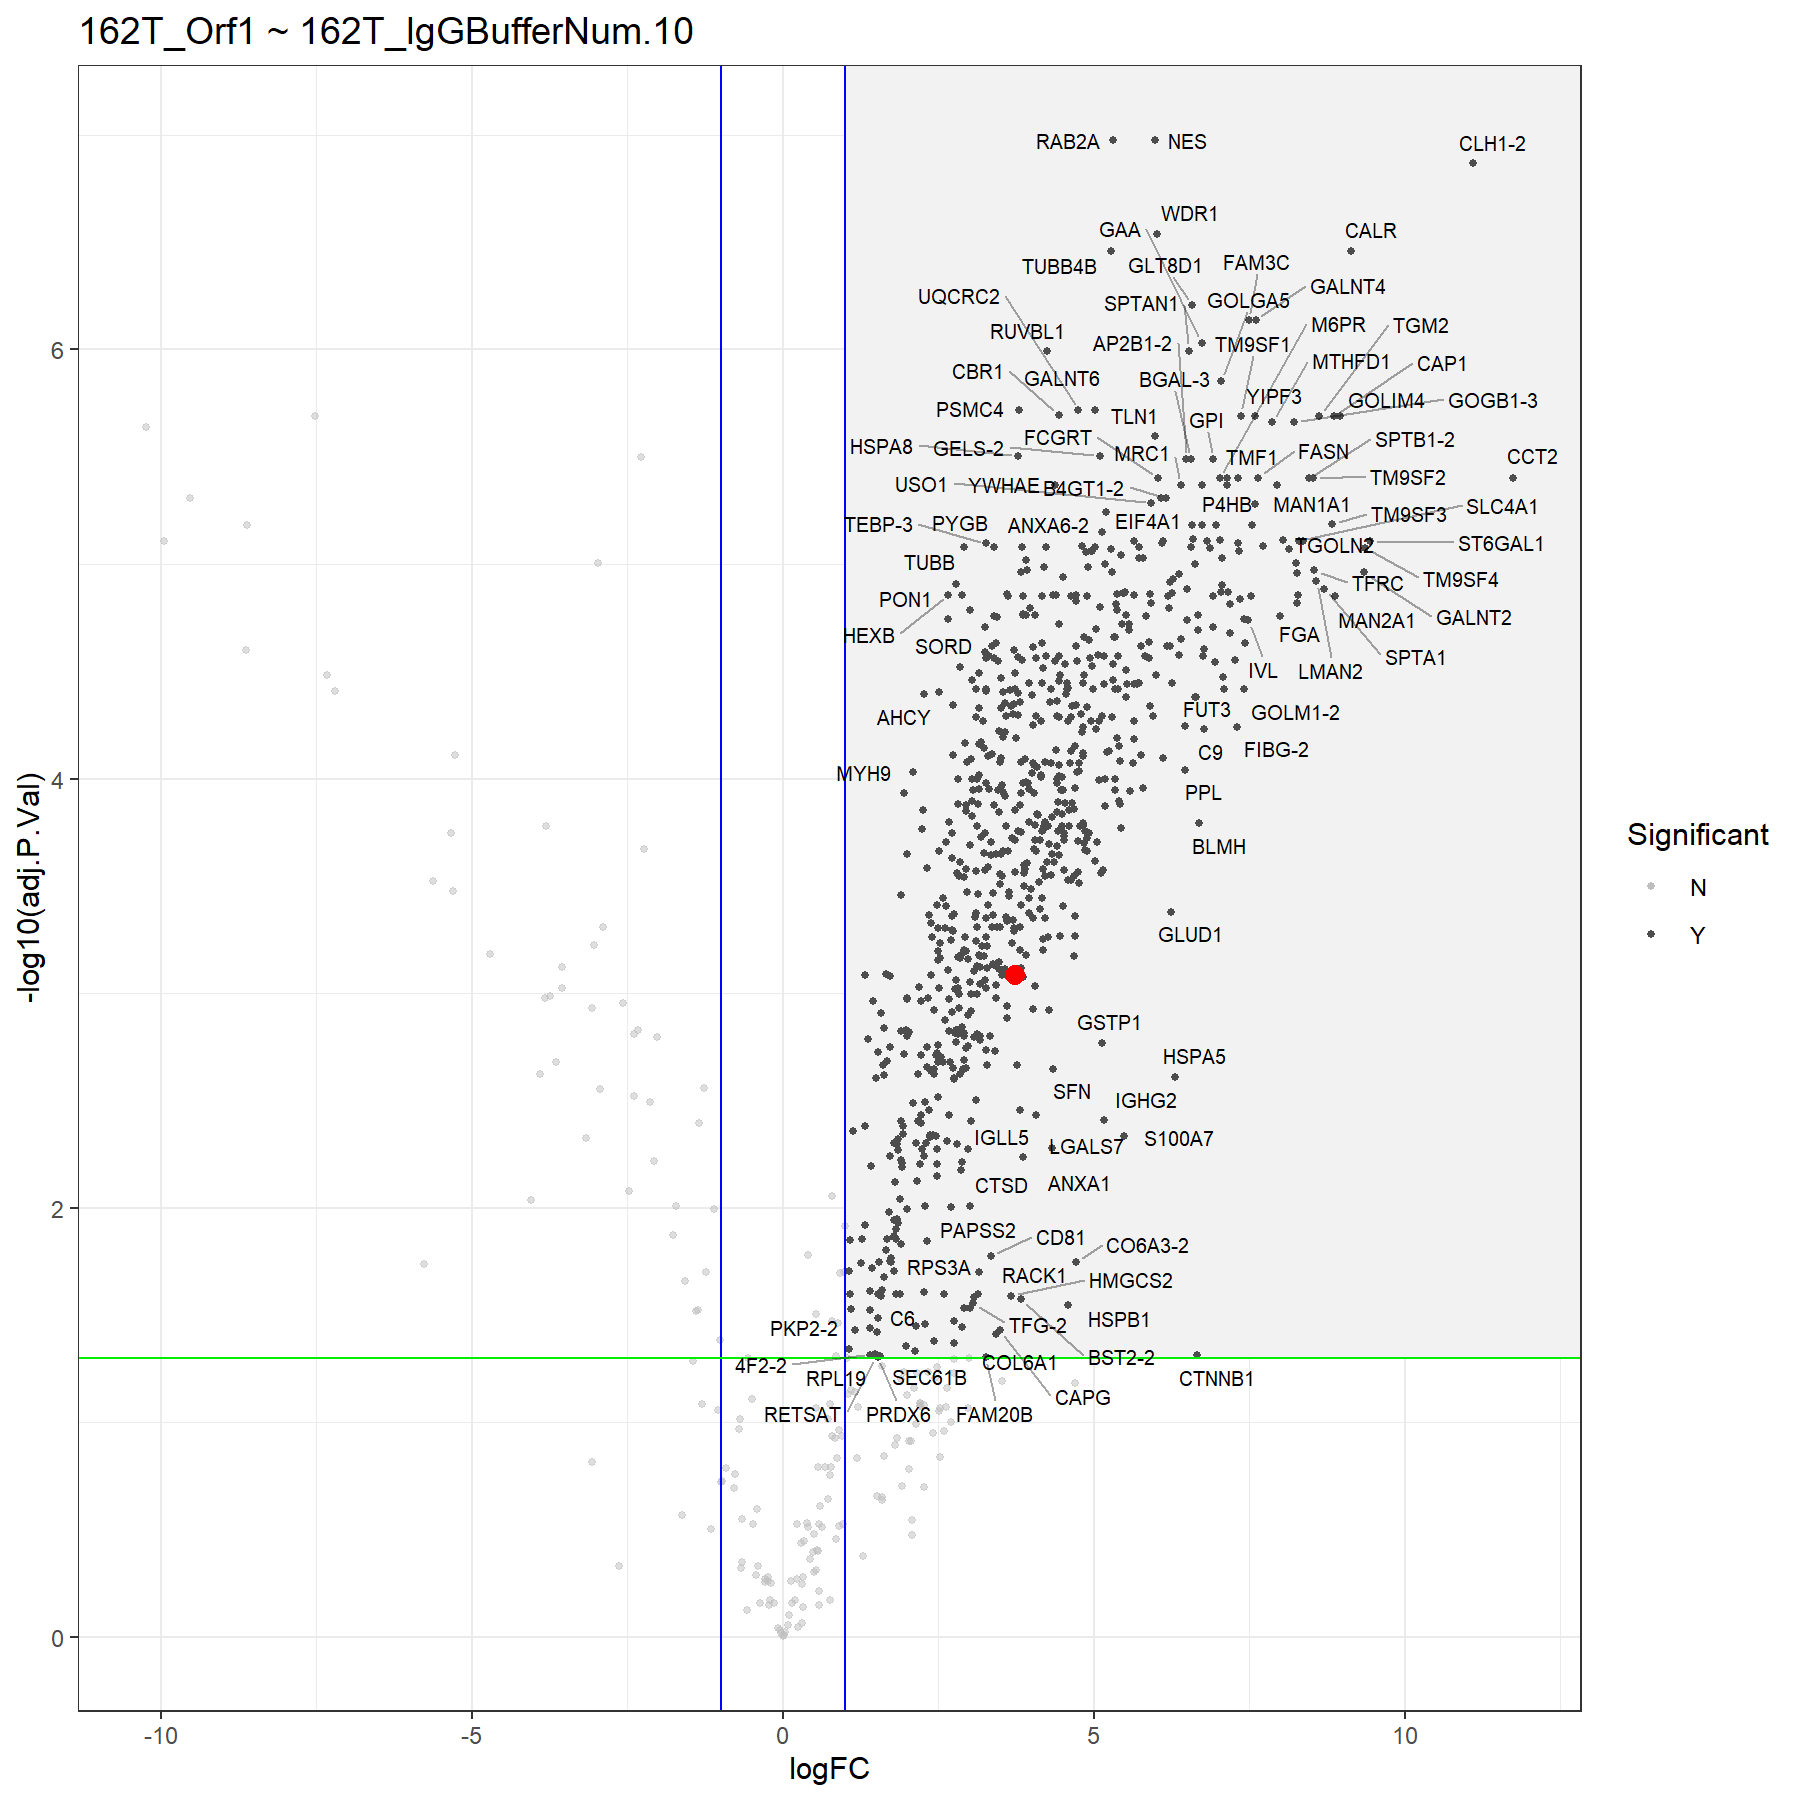 162T_Orf1 ~ 162T_IgGBufferNum.10
RAB2A
NES
CLH1-2
WDR1
GAA
CALR
TUBB4B
GLT8D1
FAM3C
UQCRC2
SPTAN1
GOLGA5
GALNT4
RUVBL1
AP2B1-2
TM9SF1
M6PR
TGM2
CBR1
GALNT6
BGAL-3
MTHFD1
CAP1
PSMC4
TLN1
GPI
YIPF3
GOLIM4
GOGB1-3
HSPA8
GELS-2
FCGRT
MRC1
TMF1
FASN
SPTB1-2
CCT2
USO1
YWHAE
B4GT1-2
P4HB
MAN1A1
TM9SF2
TEBP-3
PYGB
ANXA6-2
EIF4A1
TM9SF3
SLC4A1
TUBB
TGOLN2
ST6GAL1
PON1
TFRC
TM9SF4
HEXB
SORD
FGA
MAN2A1
GALNT2
IVL
LMAN2
SPTA1
AHCY
FUT3
GOLM1-2
MYH9
C9
FIBG-2
PPL
BLMH
GLUD1
GSTP1
HSPA5
SFN
IGHG2
IGLL5
LGALS7
S100A7
CTSD
ANXA1
PAPSS2
CD81
CO6A3-2
RPS3A
RACK1
HMGCS2
PKP2-2
C6
TFG-2
HSPB1
4F2-2
RPL19
SEC61B
COL6A1
BST2-2
CTNNB1
RETSAT
PRDX6
FAM20B
CAPG
6
4
2
0
-10
-5
0
5
10
logFC
-log10(adj.P.Val)
Significant
N
Y